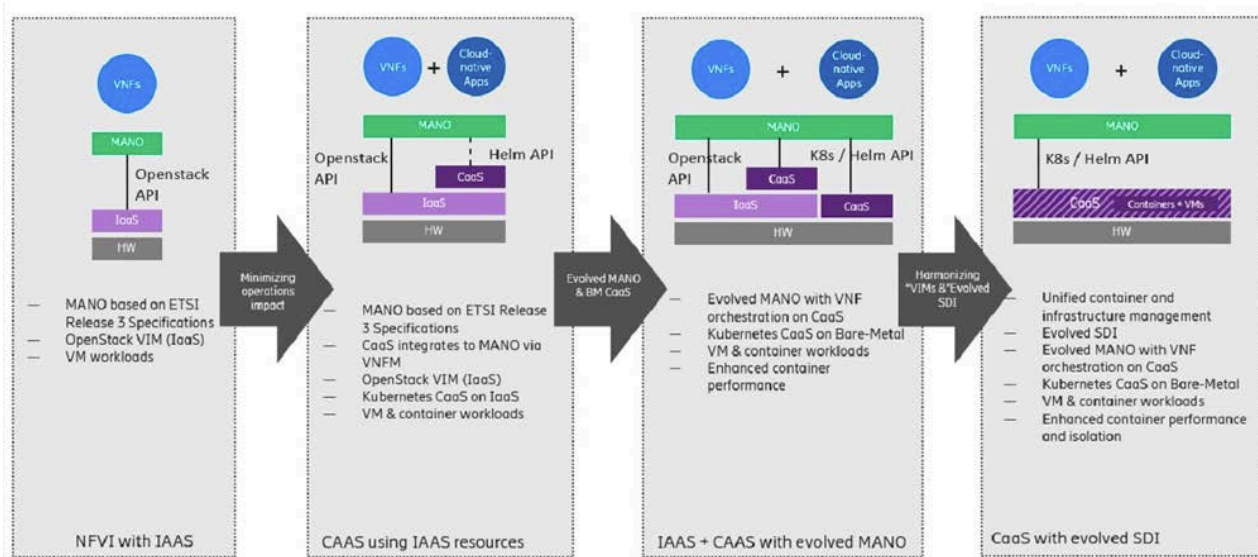 VNFs
MANO
Openstack
API
IaaS
HW
— MANO based on ETSI
Release 3 Specifications
— OpenStack VIM (IaaS)
— VM workloads
NFVI with IAAS
Minimizing
operations
impact
VNFs
+
Cloud-
native
Apps
MANO
Openstack
API
Helm API
CaaS
IaaS
HW
— MANO based on ETSI Release
3 Specifications
— CaaS integrates to MANO via
VNFM
— OpenStack VIM (IaaS)
— Kubernetes CaaS on IaaS
— VM & container workloads
CAAS using IAAS resources
Evolved MANO
& BM CaaS
VNFs
+
Cloud-
native
Apps
MANO
Openstack
API
K8s / Helm API
CaaS
IaaS
CaaS
HW
— Evolved MANO with VNF
orchestration on CaaS
— Kubernetes CaaS on Bare-Metal
— VM & container workloads
— Enhanced container
performance
IAAS + CAAS with evolved MANO
Harmonizing
"VIMs &"Evolved
SDI
VNFs
+
Cloud-
native
Apps
MANO
K8s / Helm API
CaaS
Containers + VMs
HW
— Unified container and
infrastructure management
— Evolved SDI
— Evolved MANO with VNF
orchestration on CaaS
— Kubernetes CaaS on Bare-Metal
— VM & container workloads
— Enhanced container performance
and isolation
CaaS with evolved SDI